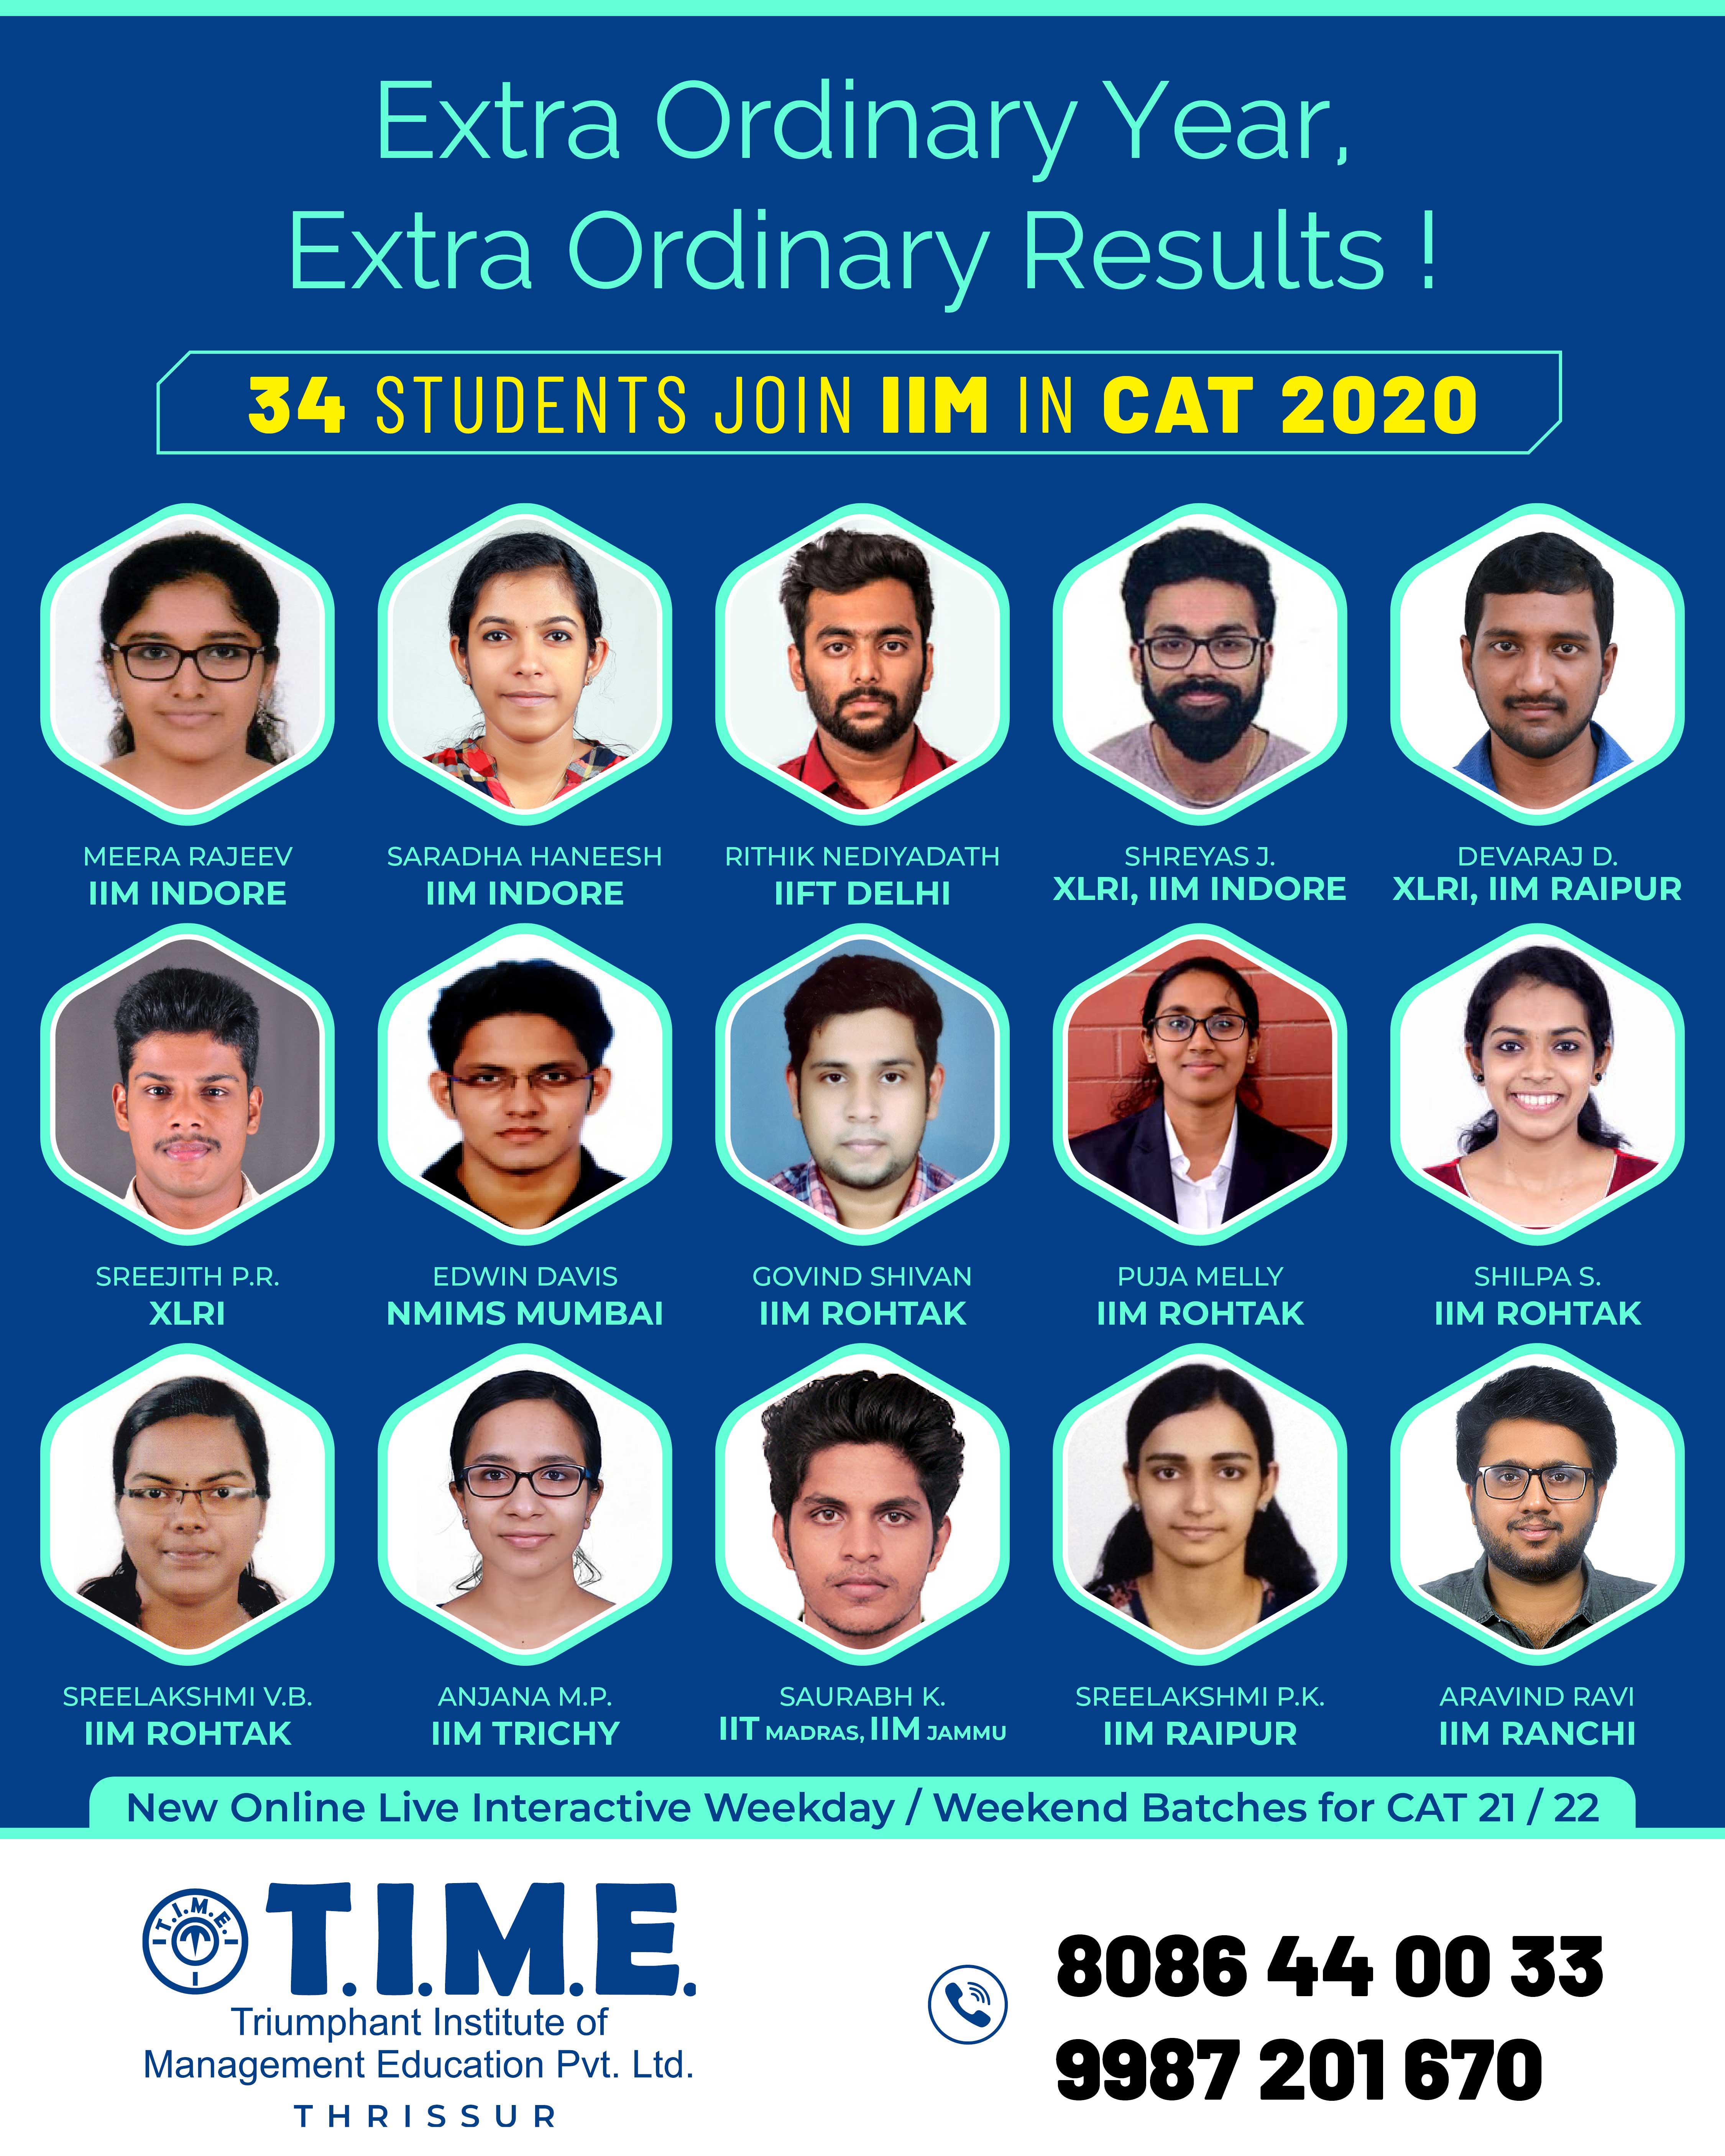 Extra Ordinary Year,
Extra Ordinary Results !
34 STUDENTS JOIN IIM IN CAT 2020
MEERA RAJEEV
IIM INDORE
SARADHA HANEESH
IIM INDORE
RITHIK NEDIYADATH
IIFT DELHI
SHREYAS J.
XLRI, IIM INDORE
DEVARAJ D.
XLRI, IIM RAIPUR
SREEJITH P.R.
XLRI
EDWIN DAVIS
NMIMS MUMBAI
GOVIND SHIVAN
IIM ROHTAK
PUJA MELLY
IIM ROHTAK
SHILPA S.
IIM ROHTAK
SREELAKSHMI V.B.
IIM ROHTAK
ANJANA M.P.
IIM TRICHY
SAURABH K.
IIT MADRAS, IIM JAMMU
SREELAKSHMI P.K.
IIM RAIPUR
ARAVIND RAVI
IIM RANCHI
New Online Live Interactive Weekday / Weekend Batches for CAT 21 / 22
T.I.M.E.
T.I.M.E.
Triumphant Institute of
Management Education Pvt. Ltd.
THRISSUR
8086 44 00 33
9987 201 670